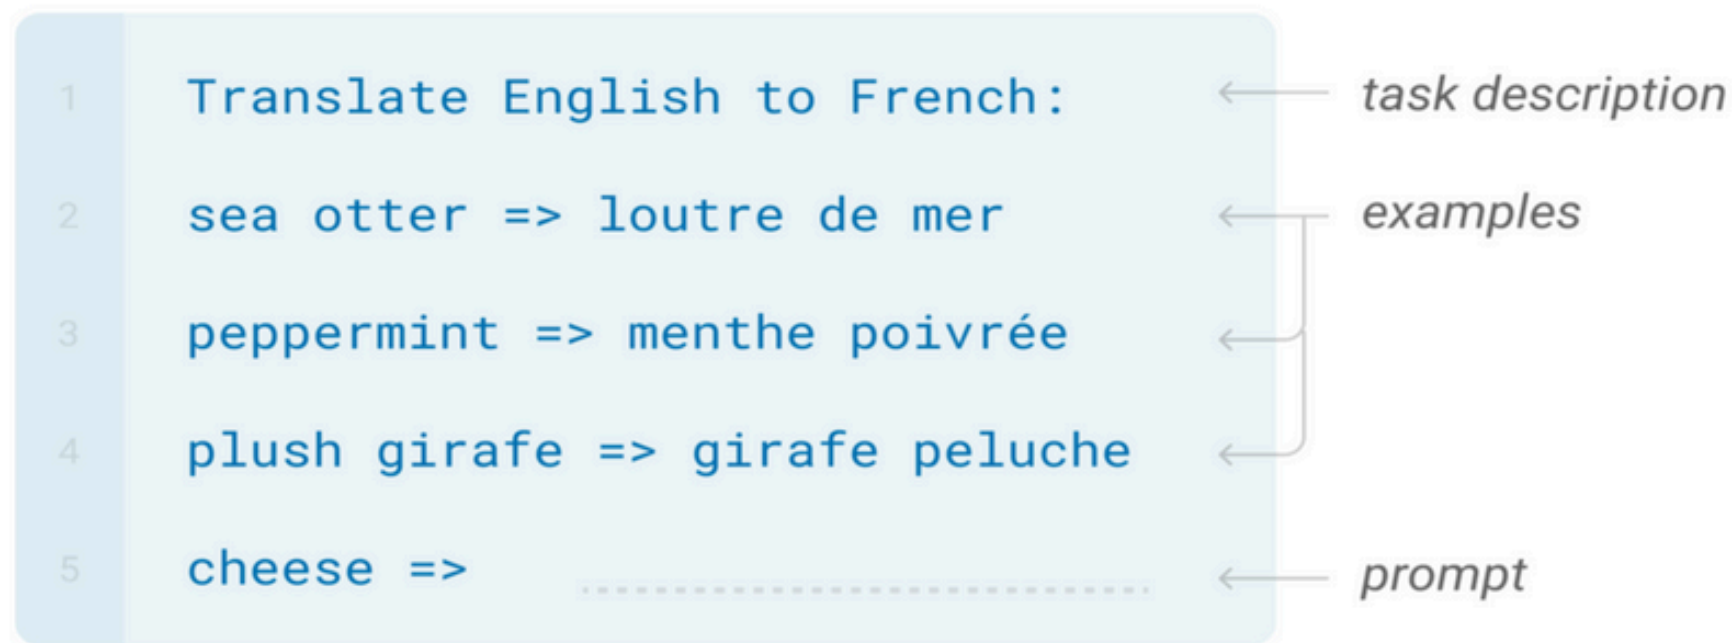 1 Translate English to French: task description
2 sea otter => loutre de mer examples
3 peppermint => menthe poivrée
4 plush girafe => girafe peluche
5 cheese => prompt